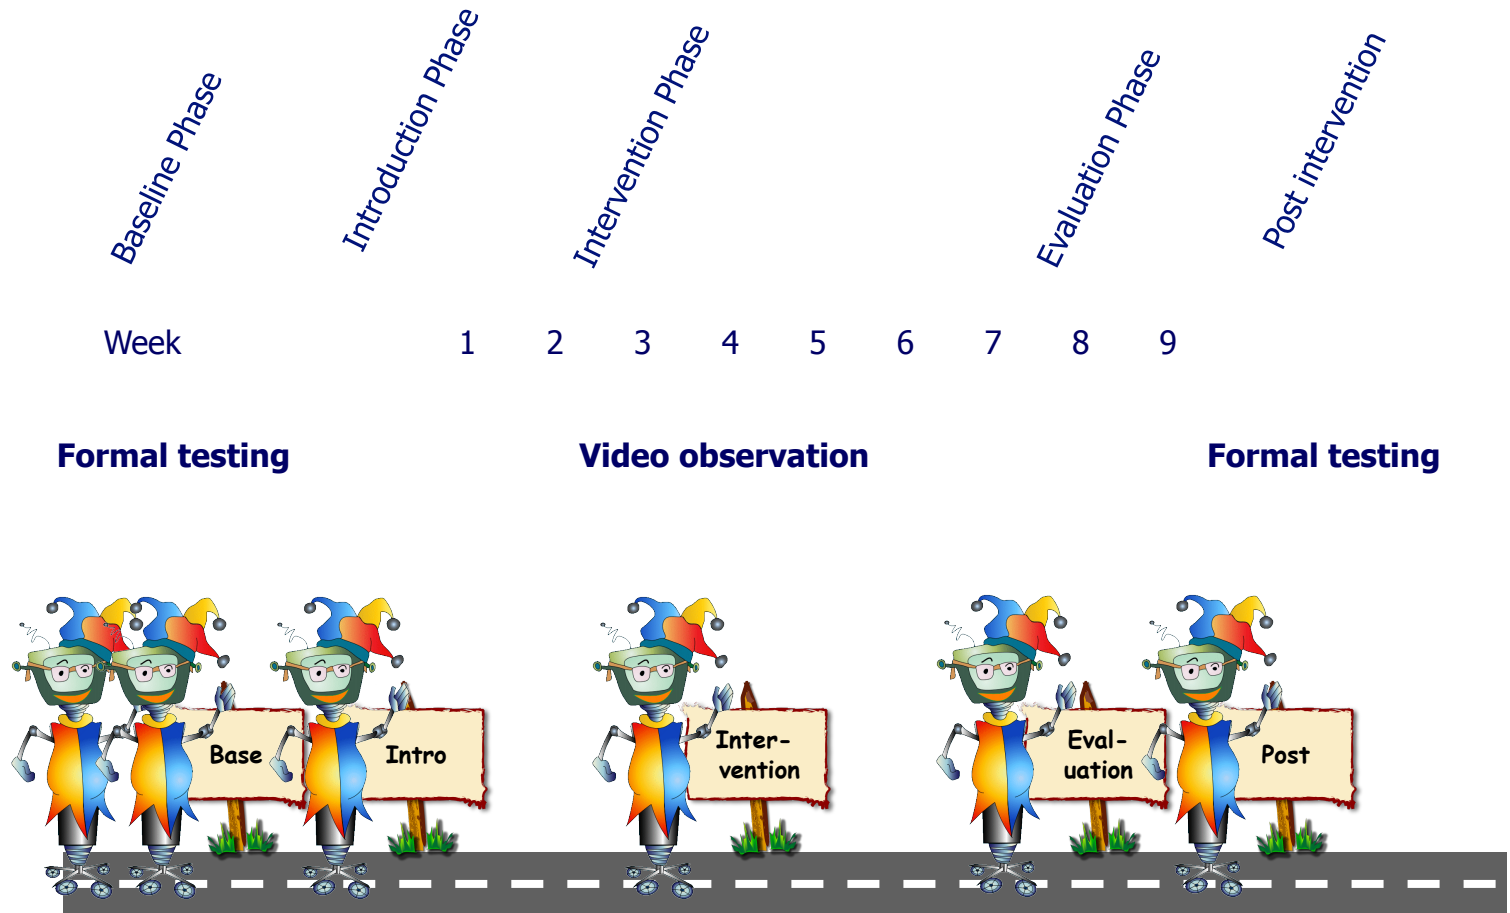 Baseline Phase
Introduction Phase
Intervention Phase
Evaluation Phase
Post intervention
Week 1 2 3 4 5 6 7 8 9
Formal testing Video observation Formal testing
Base
Intro
Inter-
vention
Eval-
uation
Post